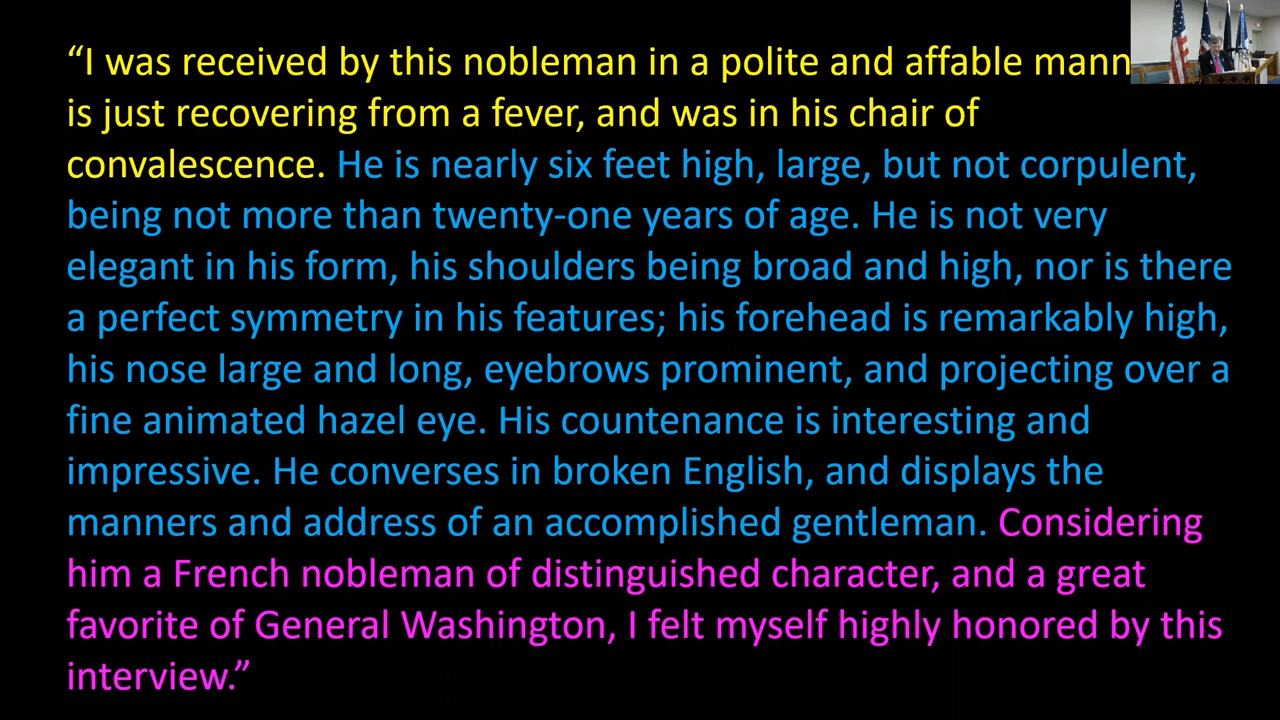 “I was received by this nobleman in a polite and affable
is just recovering from a fever, and was in his chair of
convalescence. He is nearly six feet high, large, but not corpulent,
being not more than twenty-one years of age. He is not very
elegant in his form, his shoulders being broad and high, nor is there
a perfect symmetry in his features; his forehead is remarkably high,
his nose large and long, eyebrows prominent, and projecting over a
fine animated hazel eye. His countenance is interesting and
impressive. He converses in broken English, and displays the
manners and address of an accomplished gentleman. Considering
him a French nobleman of distinguished character, and a great
favorite of General Washington, I felt myself highly honored by this
interview.”